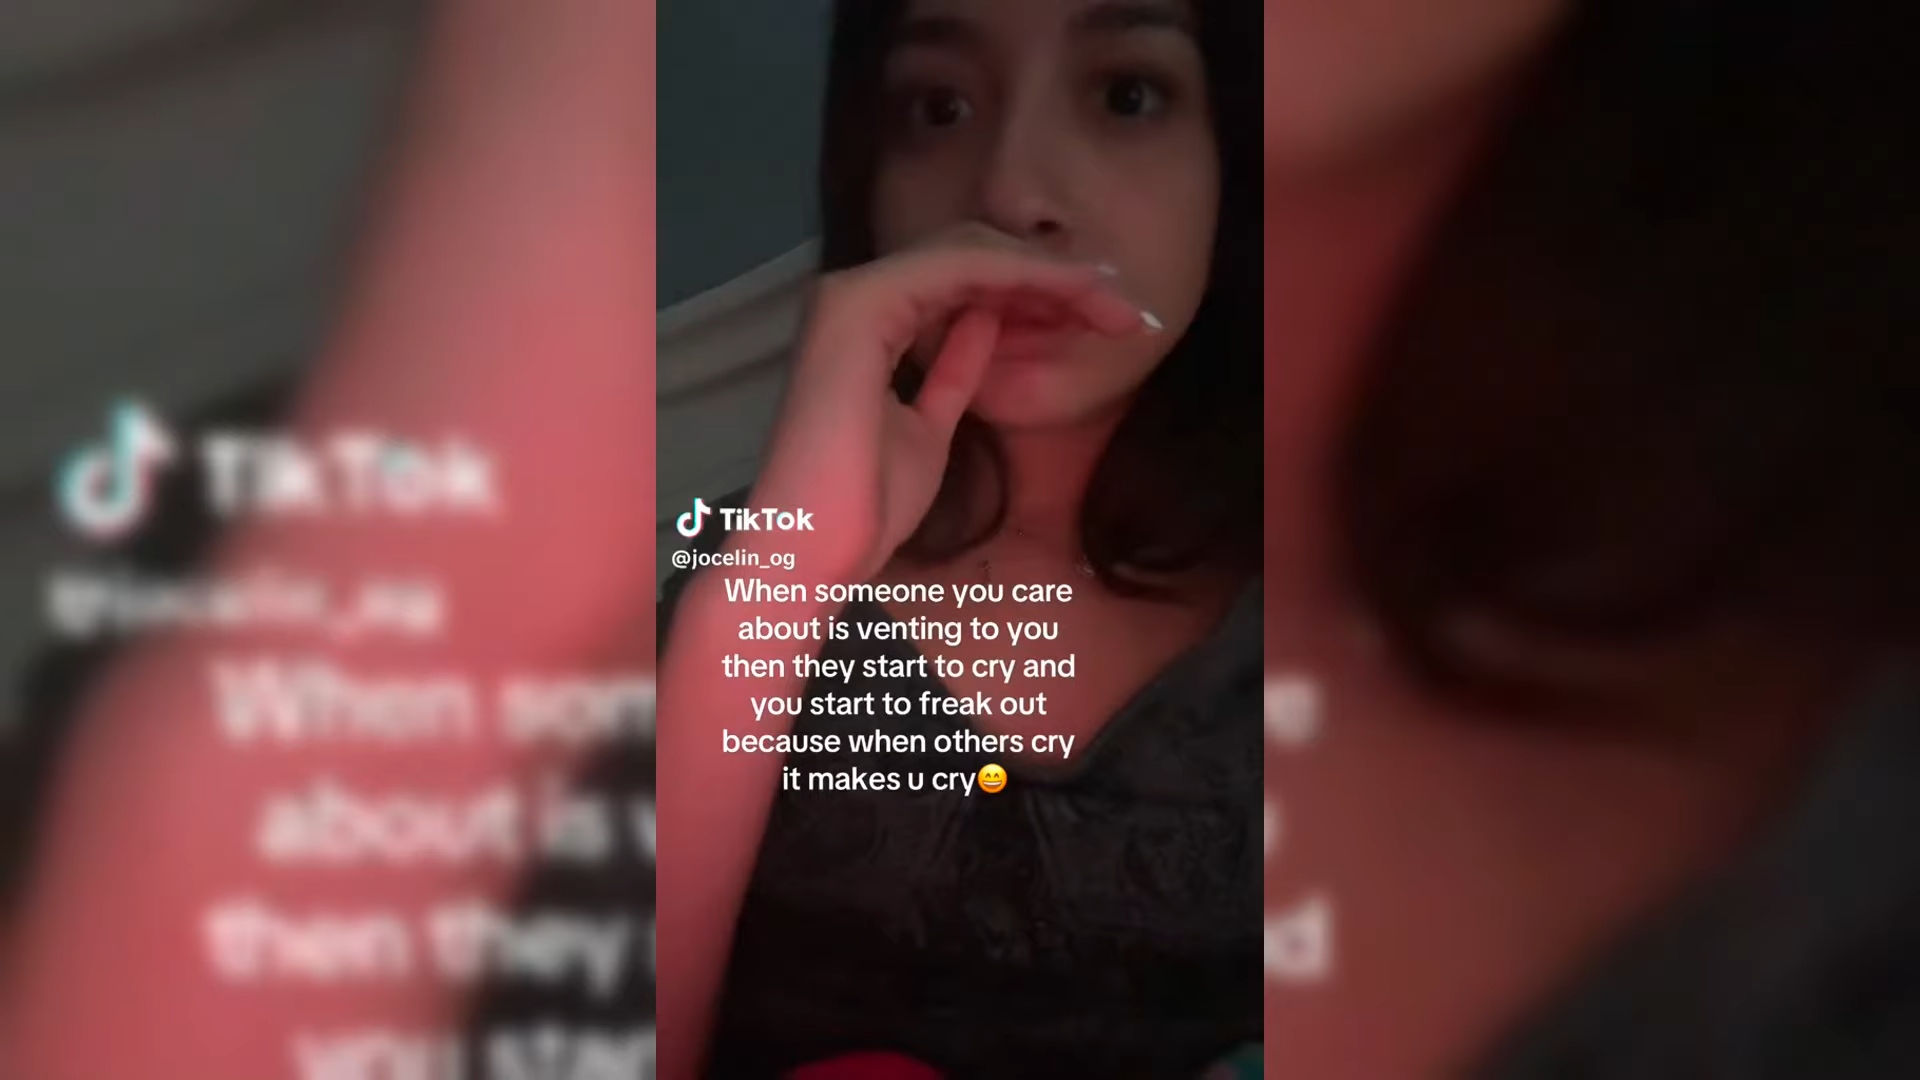 TikTok
@jocelin_og
When someone you care
about is venting to you
then they start to cry and
you start to freak out
because when others cry
it makes u cry😄